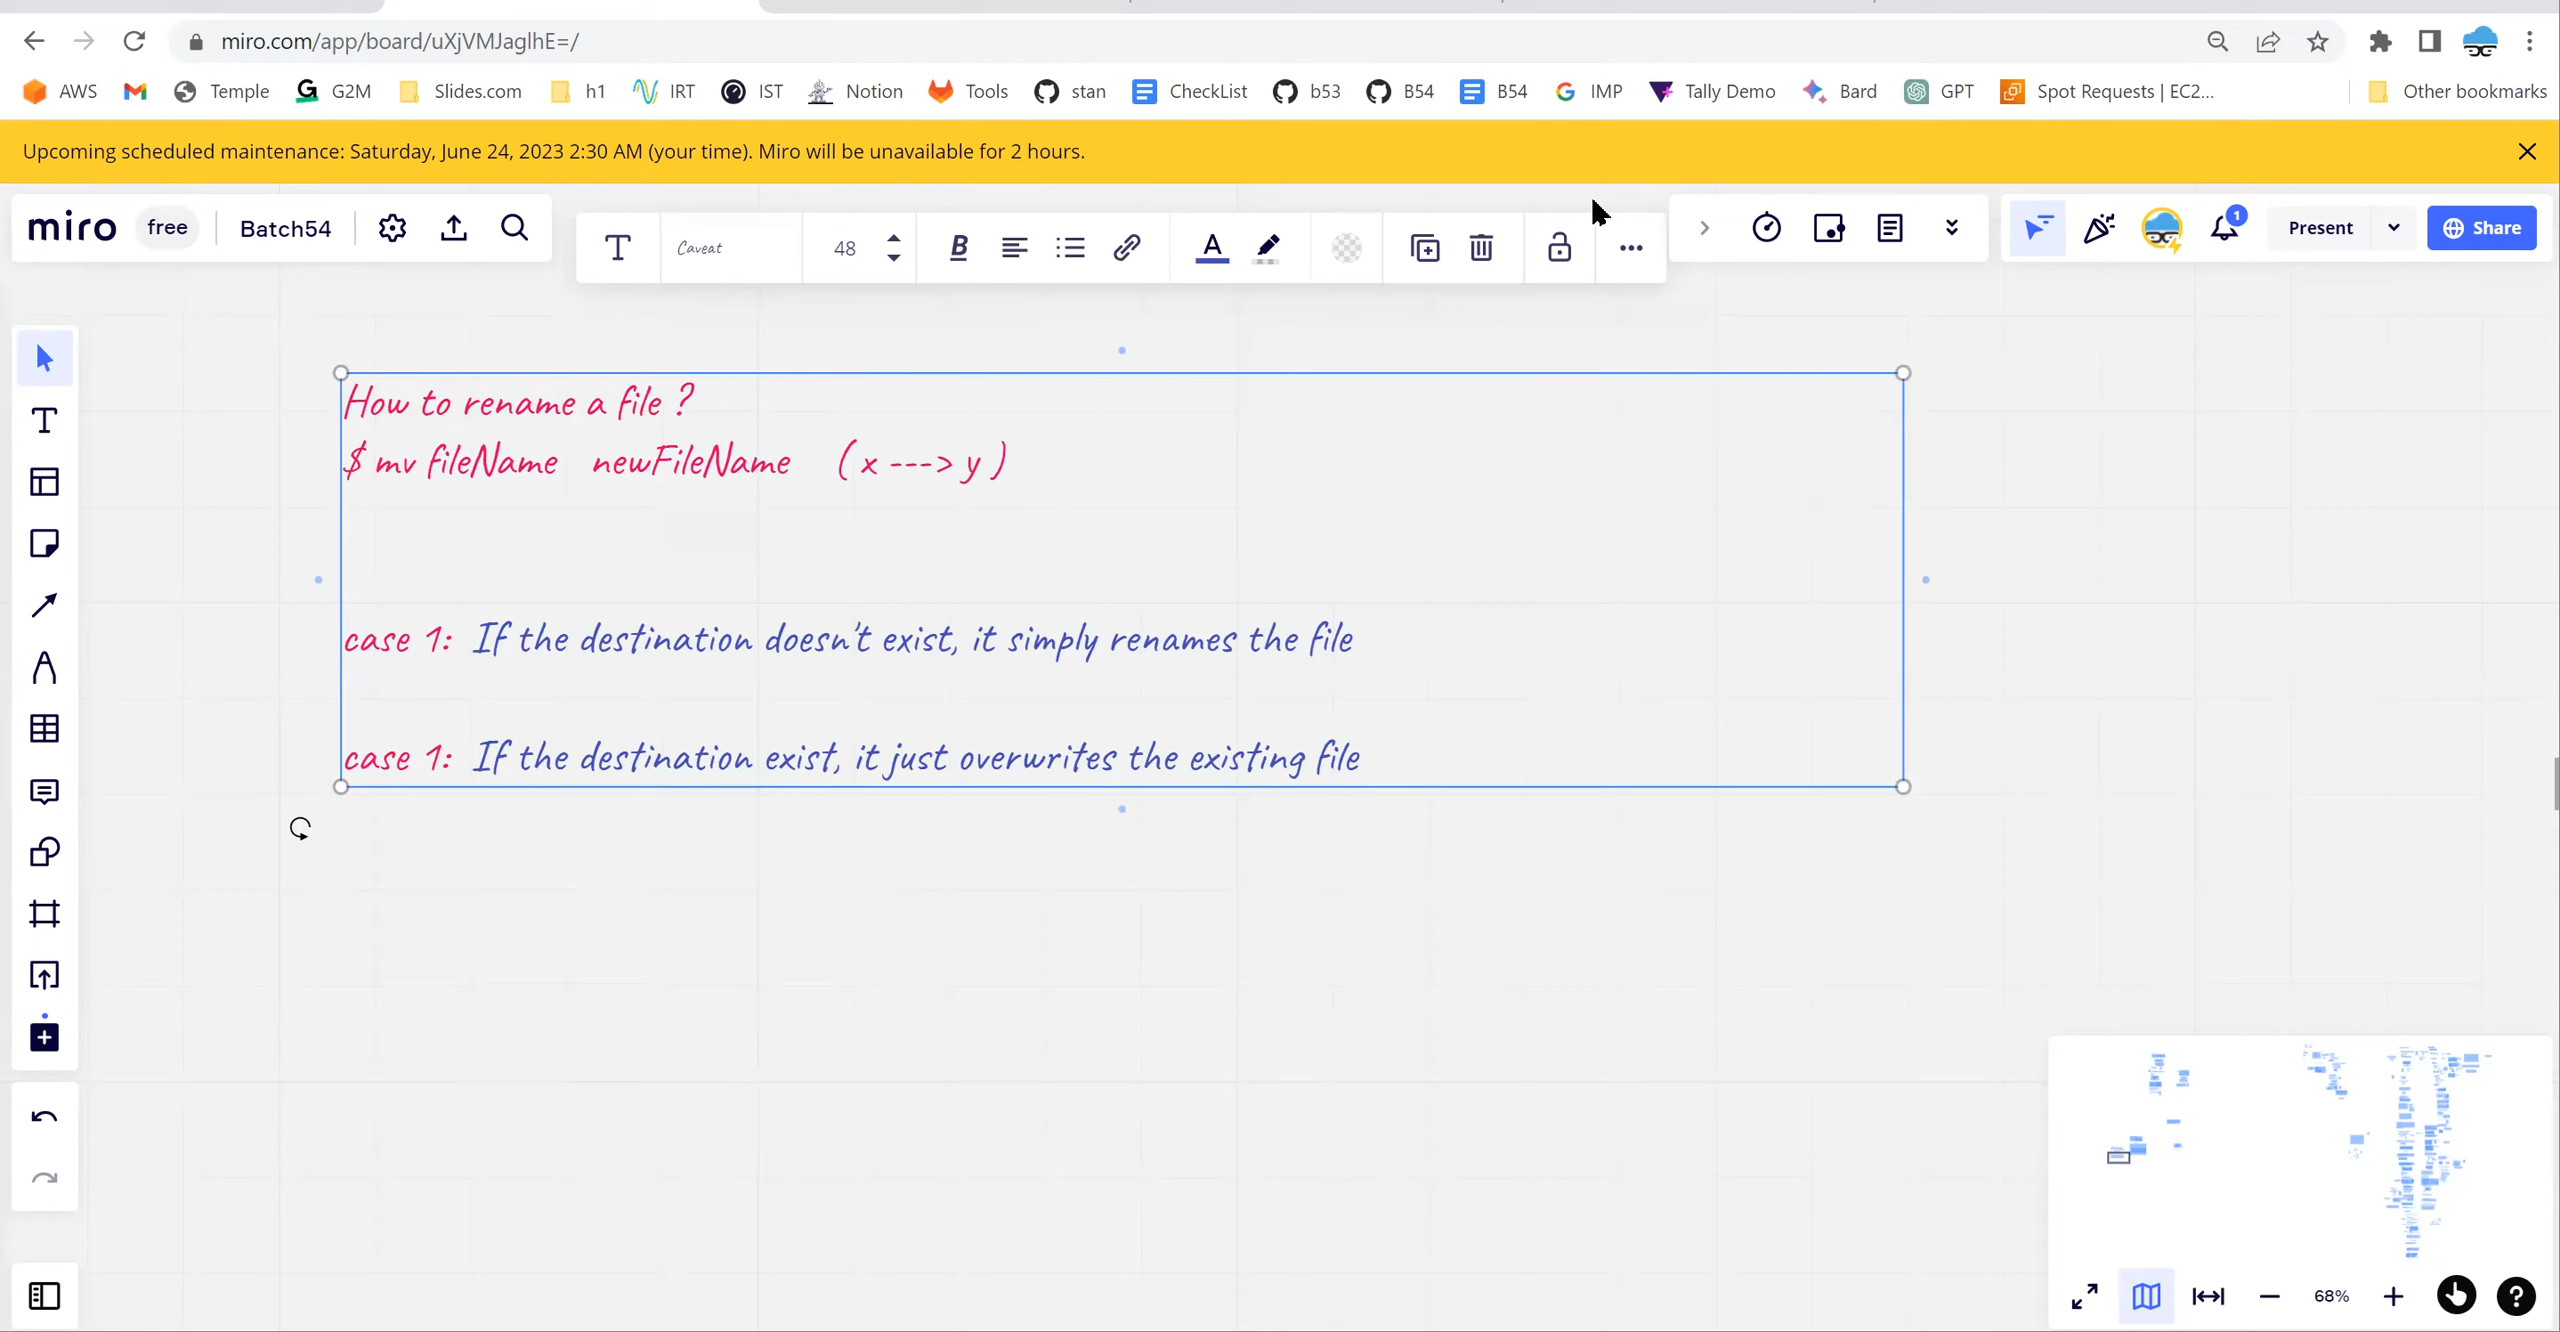 miro.com/app/board/uXjVMJaglhE=/
AWS Temple G2M Slides.com h1 IRT IST Notion Tools stan CheckList b53 B54 B54 IMP Tally Demo Bard GPT Spot Requests | EC2... Other bookmarks
Upcoming scheduled maintenance: Saturday, June 24, 2023 2:30 AM (your time). Miro will be unavailable for 2 hours.
miro free Batch54 Caveat 48 1 Present Share
How to rename a file ?
$ mv fileName newFileName ( x ---> y )
case 1: If the destination doesn't exist, it simply renames the file
case 1: If the destination exist, it just overwrites the existing file
68%